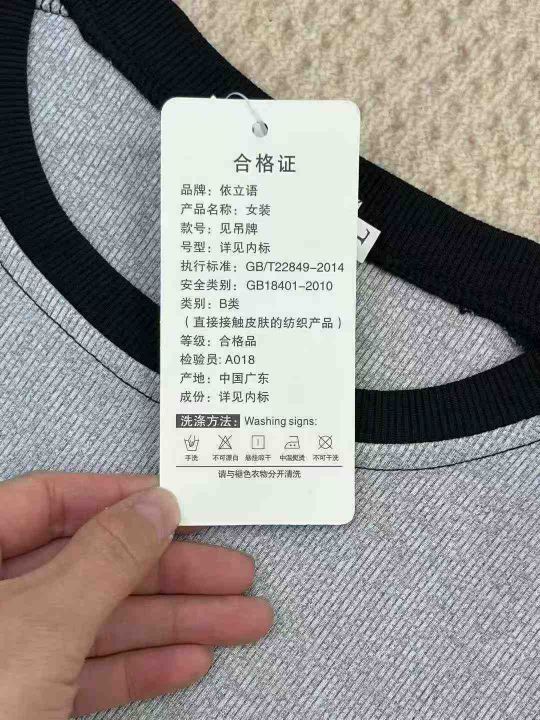 合格证
品牌：依立语
产品名称：女装
款号：见吊牌
号型：详见内标
执行标准：GB/T22849-2014
安全类别：GB18401-2010
类别：B类
（直接接触皮肤的纺织产品）
等级：合格品
检验员：A018
产地：中国广东
成份：详见内标
洗涤方法：Washing signs:
手洗 不可漂白 悬挂晾干 中温熨烫 不可干洗
请与褪色衣物分开清洗
L